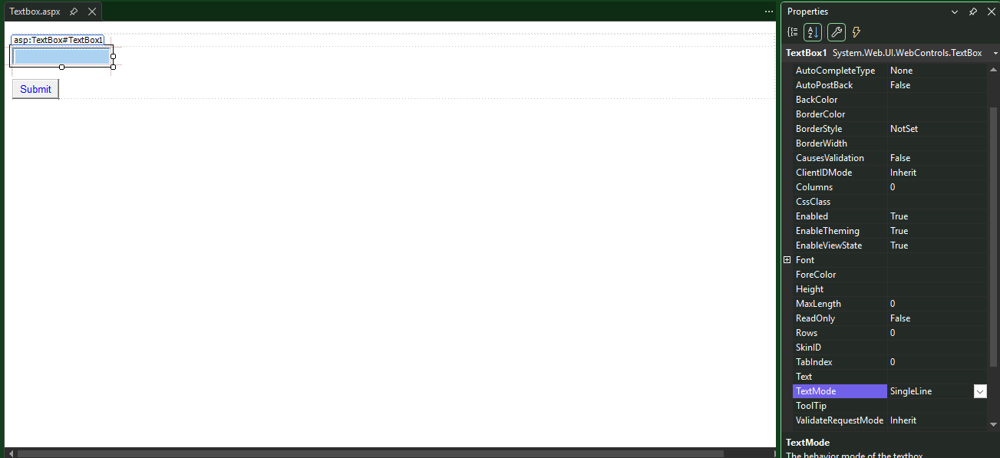 Textbox.aspx
asp:TextBox#TextBox1
Submit
Properties
TextBox1 System.Web.UI.WebControls.TextBox
AutoCompleteType None
AutoPostBack False
BackColor
BorderColor
BorderStyle NotSet
BorderWidth
CausesValidation False
ClientIDMode Inherit
Columns 0
CssClass
Enabled True
EnableTheming True
EnableViewState True
Font
ForeColor
Height
MaxLength 0
ReadOnly False
Rows 0
SkinID
TabIndex 0
Text
TextMode SingleLine
ToolTip
ValidateRequestMode Inherit
TextMode
The behavior mode of the textbox.